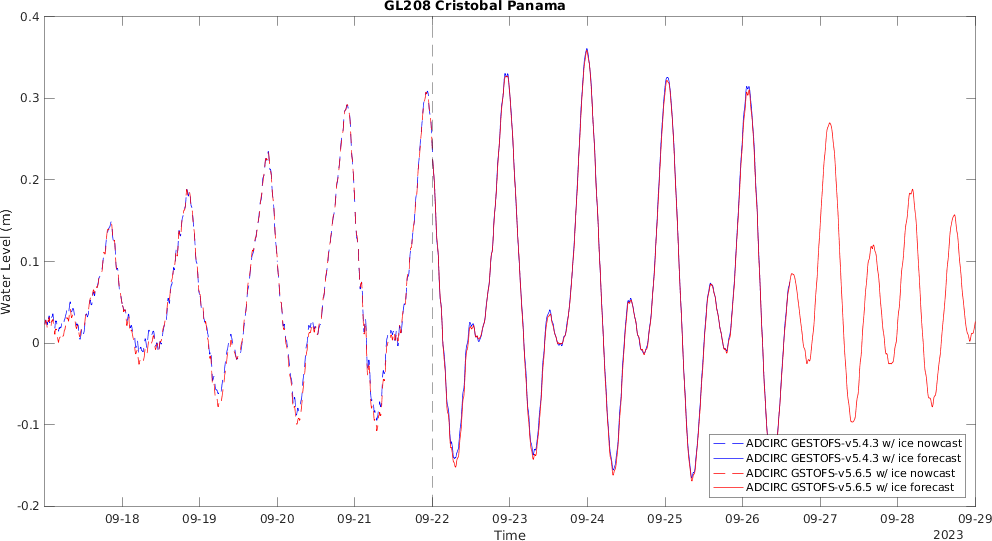 GL208 Cristobal Panama
Water Level (m)
0.4
0.3
0.2
0.1
0
-0.1
-0.2
ADCIRC GESTOFS-v5.4.3 w/ ice nowcast
ADCIRC GESTOFS-v5.4.3 w/ ice forecast
ADCIRC GSTOFS-v5.6.5 w/ ice nowcast
ADCIRC GSTOFS-v5.6.5 w/ ice forecast
09-18 09-19 09-20 09-21 09-22 09-23 09-24 09-25 09-26 09-27 09-28 09-29
Time
2023